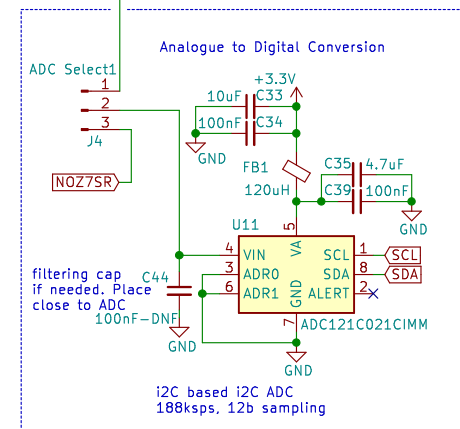 Analogue to Digital Conversion
ADC Select1
1
2
3
J4
NOZ7SR
+3.3V
10uF C33
100nF C34
GND
FB1
120uH
C35 4.7uF
C39 100nF
GND
U11
5
VA
4 VIN SCL 1 SCL
3 ADR0 SDA 8 SDA
6 ADR1 ALERT 2
GND
7
ADC121C021CIMM
filtering cap
if needed. Place
close to ADC
C44
100nF-DNF
GND
GND
i2C based i2C ADC
188ksps, 12b sampling